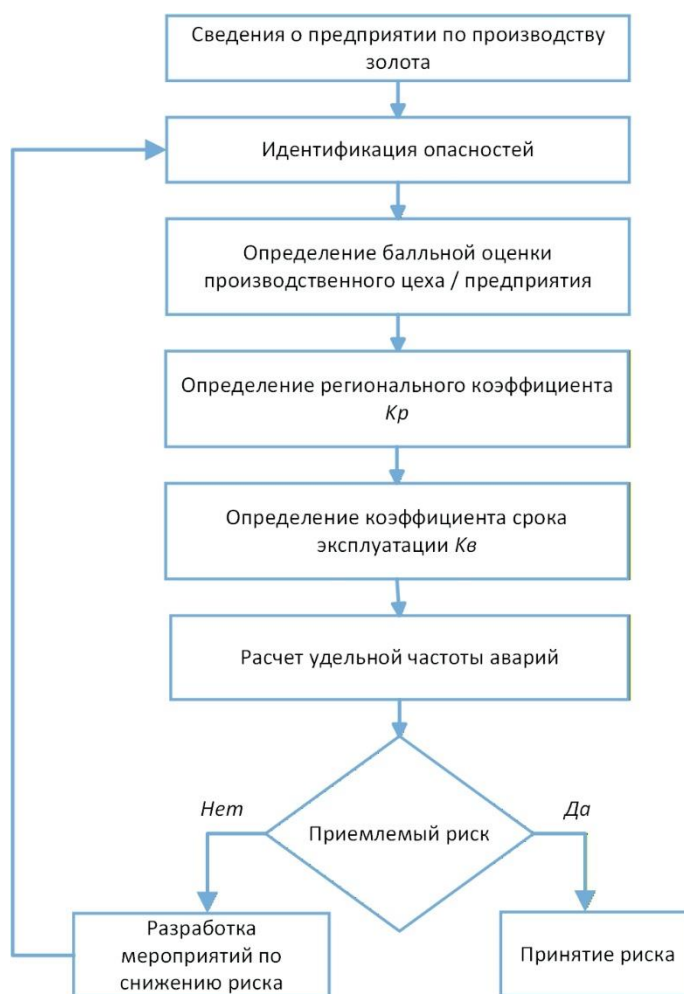 Сведения о предприятии по производству
золота
Идентификация опасностей
Определение балльной оценки
производственного цеха / предприятия
Определение регионального коэффициента
Кр
Определение коэффициента срока
эксплуатации Кв
Расчет удельной частоты аварий
Нет
Да
Приемлемый риск
Разработка
мероприятий по
снижению риска
Принятие риска